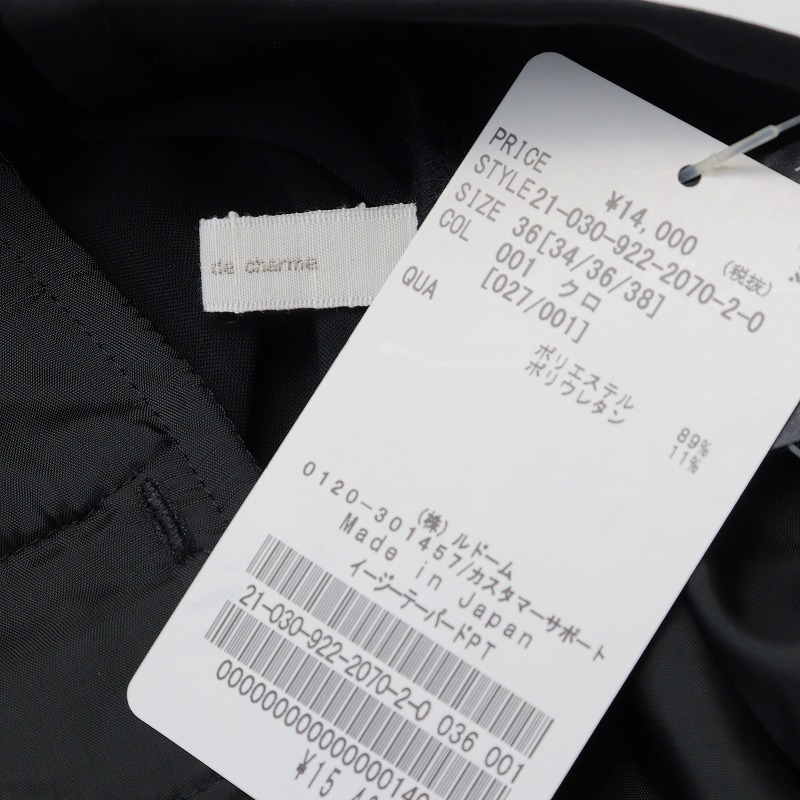 de charme
PRICE ¥14,000 (税抜)
STYLE21-030-922-2070-2-0
SIZE 36[34/36/38]
COL 001 クロ
[027/001]
QUA
ポリエステル 89%
ポリウレタン 11%
(株)ルドーム
0120-301457/カスタマーサポート
Made in Japan
イージーテーパードPT
21-030-922-2070-2-0 036 001
¥15,